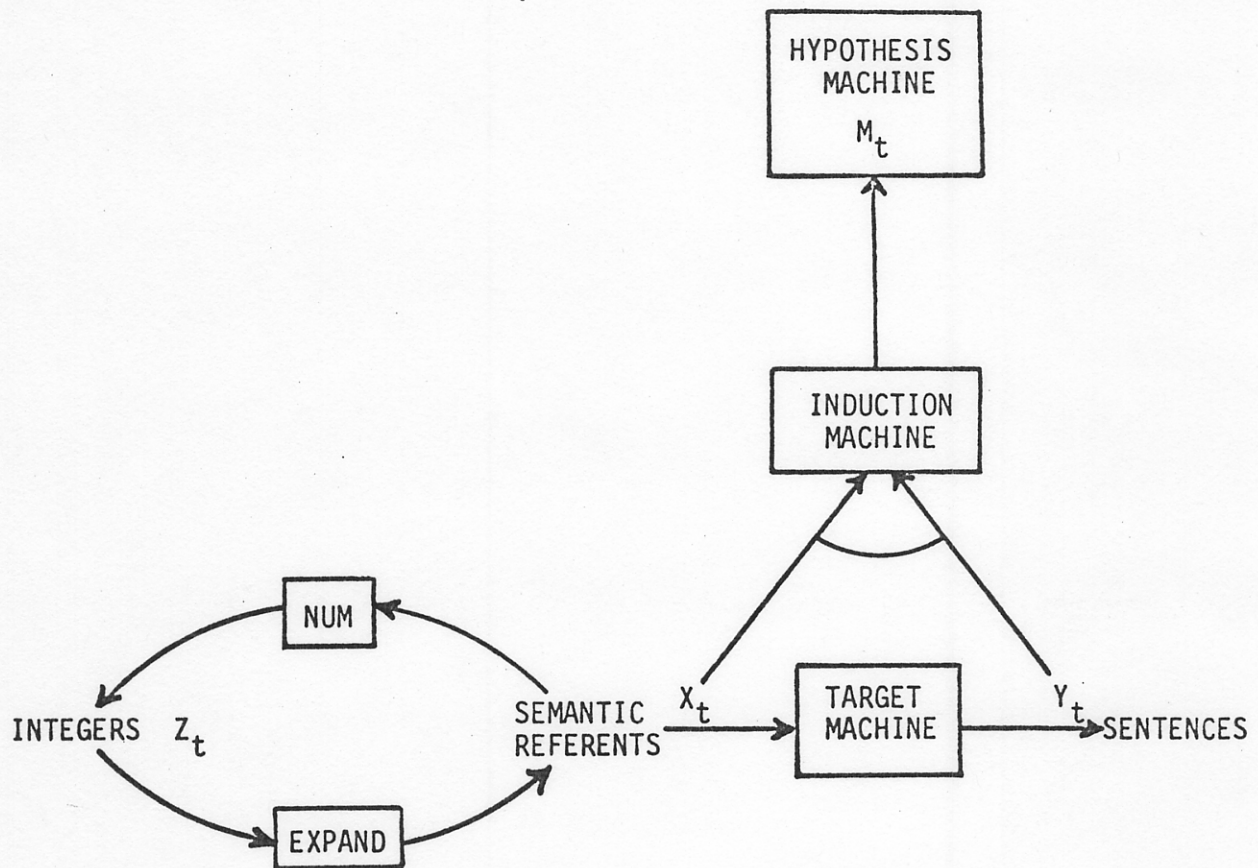 HYPOTHESIS
MACHINE
M_t
INDUCTION
MACHINE
NUM
INTEGERS Z_t
SEMANTIC
REFERENTS
X_t
TARGET
MACHINE
Y_t
SENTENCES
EXPAND